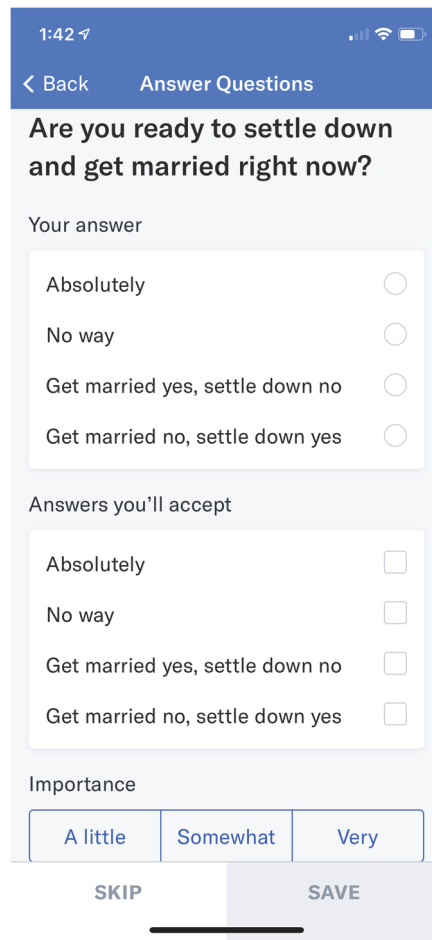 1:42
Back Answer Questions
Are you ready to settle down
and get married right now?
Your answer
Absolutely
No way
Get married yes, settle down no
Get married no, settle down yes
Answers you’ll accept
Absolutely
No way
Get married yes, settle down no
Get married no, settle down yes
Importance
A little Somewhat Very
SKIP SAVE